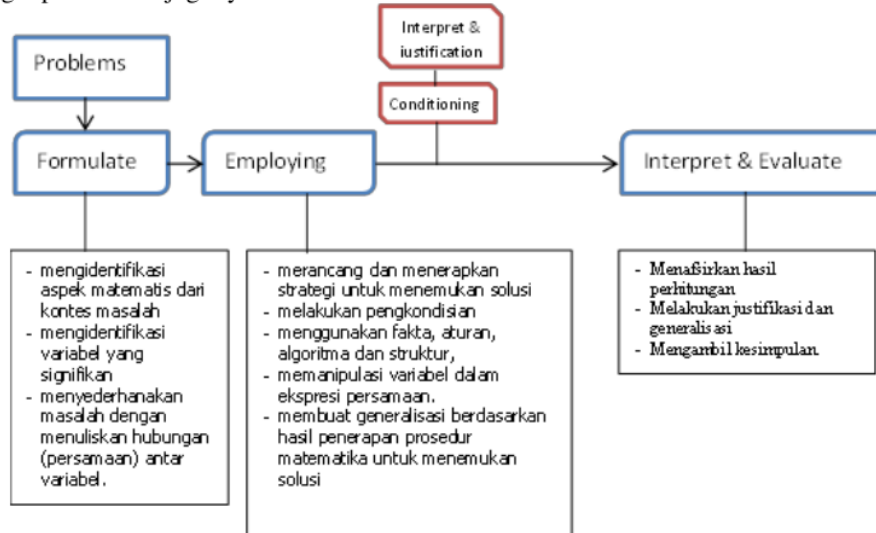 Interpret &
iustification
Problems
Conditioning
Formulate
Employing
Interpret & Evaluate
- mengidentifikasi
aspek matematis dari
kontes masalah
- mengidentifikasi
variabel yang
signifikan
- menyederhanakan
masalah dengan
menuliskan hubungan
(persamaan) antar
variabel.
- merancang dan menerapkan
strategi untuk menemukan solusi
- melakukan pengkondisian
- menggunakan fakta, aturan,
algoritma dan struktur,
- memanipulasi variabel dalam
ekspresi persamaan.
- membuat generalisasi berdasarkan
hasil penerapan prosedur
matematika untuk menemukan
solusi
- Menafsirkan hasil
perhitungan
- Melakukan justifikasi dan
generalisasi
- Mengambil kesimpulan.